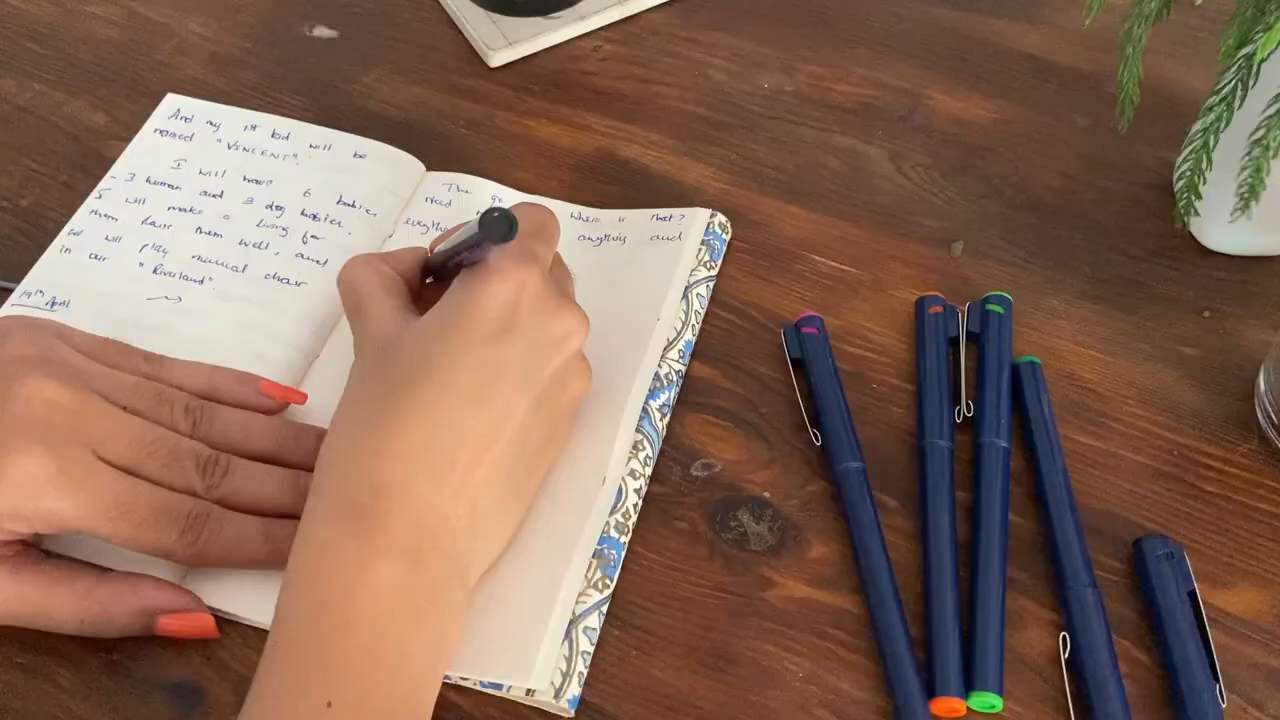 And my 1st kid will be
named "VINCENT".
I will have 6 babies
- 3 human and 3 dog babies.
I will make a living for
them raise them well, and
we will play musical chair
in our "Riverland".
19th April
The where is that?
need
everything anything and